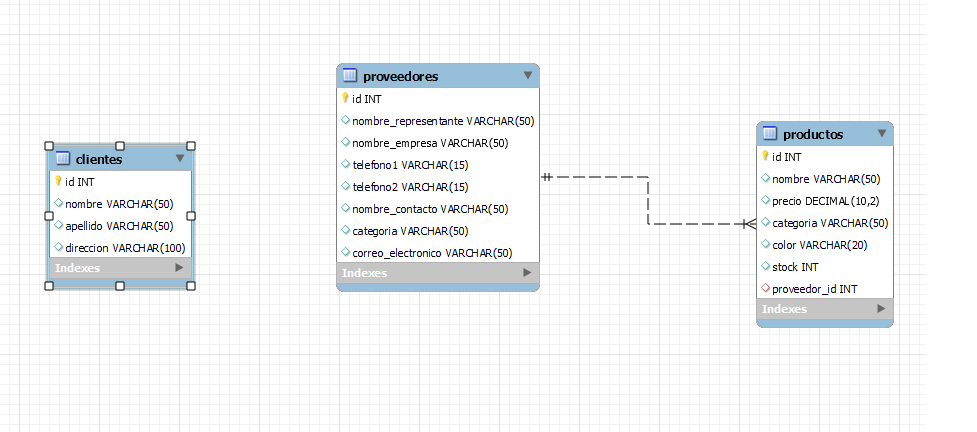 clientes
id INT
nombre VARCHAR(50)
apellido VARCHAR(50)
direccion VARCHAR(100)
Indexes
proveedores
id INT
nombre_representante VARCHAR(50)
nombre_empresa VARCHAR(50)
telefono1 VARCHAR(15)
telefono2 VARCHAR(15)
nombre_contacto VARCHAR(50)
categoria VARCHAR(50)
correo_electronico VARCHAR(50)
Indexes
productos
id INT
nombre VARCHAR(50)
precio DECIMAL(10,2)
categoria VARCHAR(50)
color VARCHAR(20)
stock INT
proveedor_id INT
Indexes